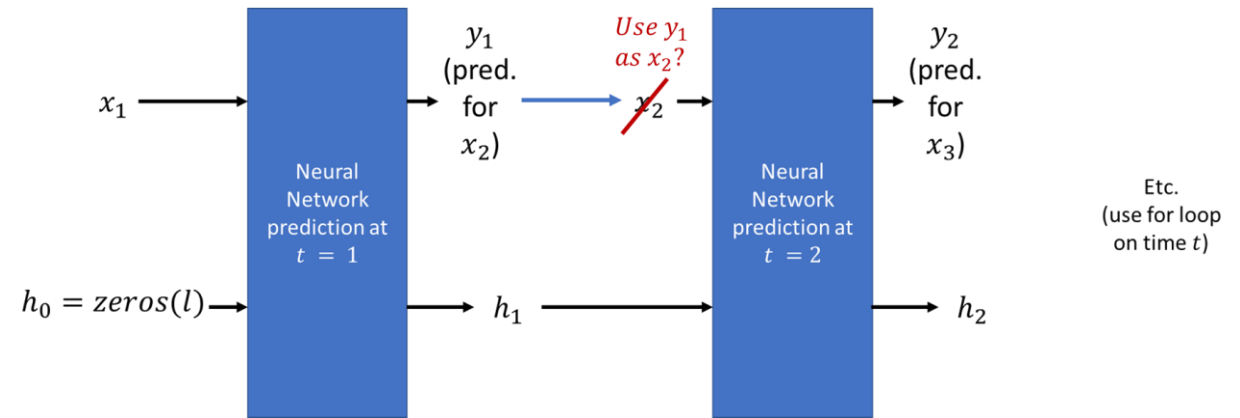 x₁
Neural
Network
prediction at
t = 1
y₁
(pred.
for
x₂)
Use y₁
as x₂?
x₂
Neural
Network
prediction at
t = 2
y₂
(pred.
for
x₃)
Etc.
(use for loop
on time t)
h₀ = zeros(l)
h₁
h₂